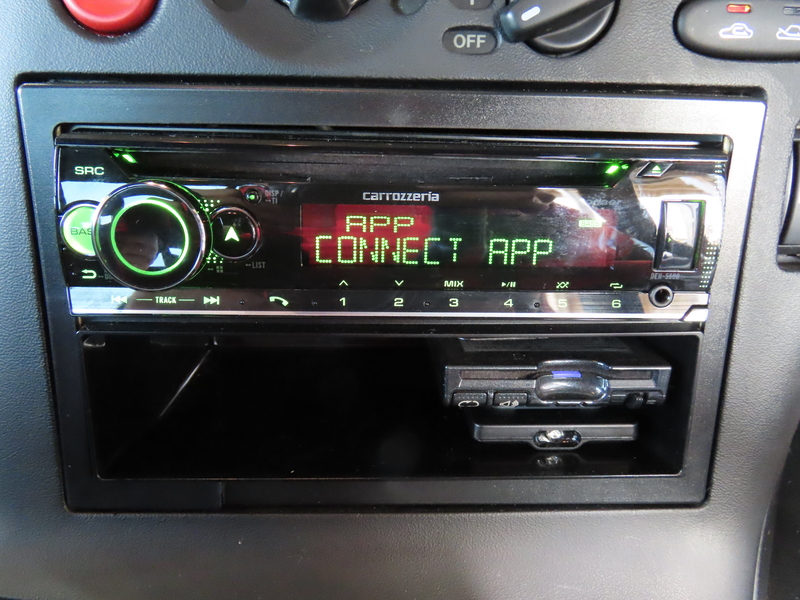 OFF
SRC
carrozzeria
DISP
APP
CONNECT APP
BAS
LIST
MIX
TRACK
1 2 3 4 5 6